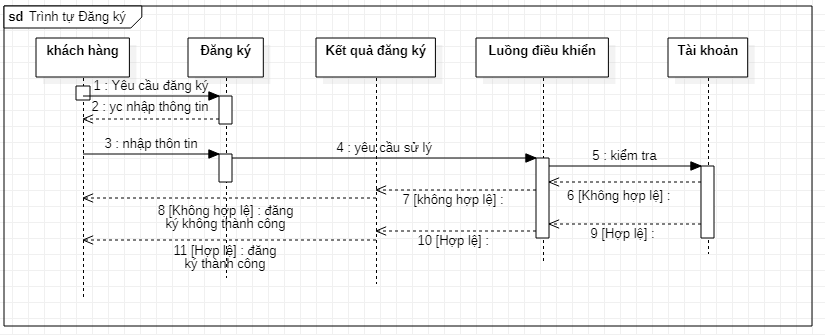 sd Trình tự Đăng ký
khách hàng
Đăng ký
Kết quả đăng ký
Luồng điều khiển
Tài khoản
1 : Yêu cầu đăng ký
2 : yc nhập thông tin
3 : nhập thôn tin
4 : yêu cầu sử lý
5 : kiểm tra
6 [Không hợp lệ] :
7 [không hợp lệ] :
8 [Không hợp lệ] : đăng
ký không thành công
9 [Hợp lệ] :
10 [Hợp lệ] :
11 [Hợp lệ] : đăng
ký thành công